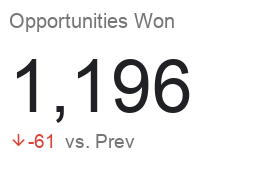 Opportunities Won
1,196
↓-61 vs. Prev